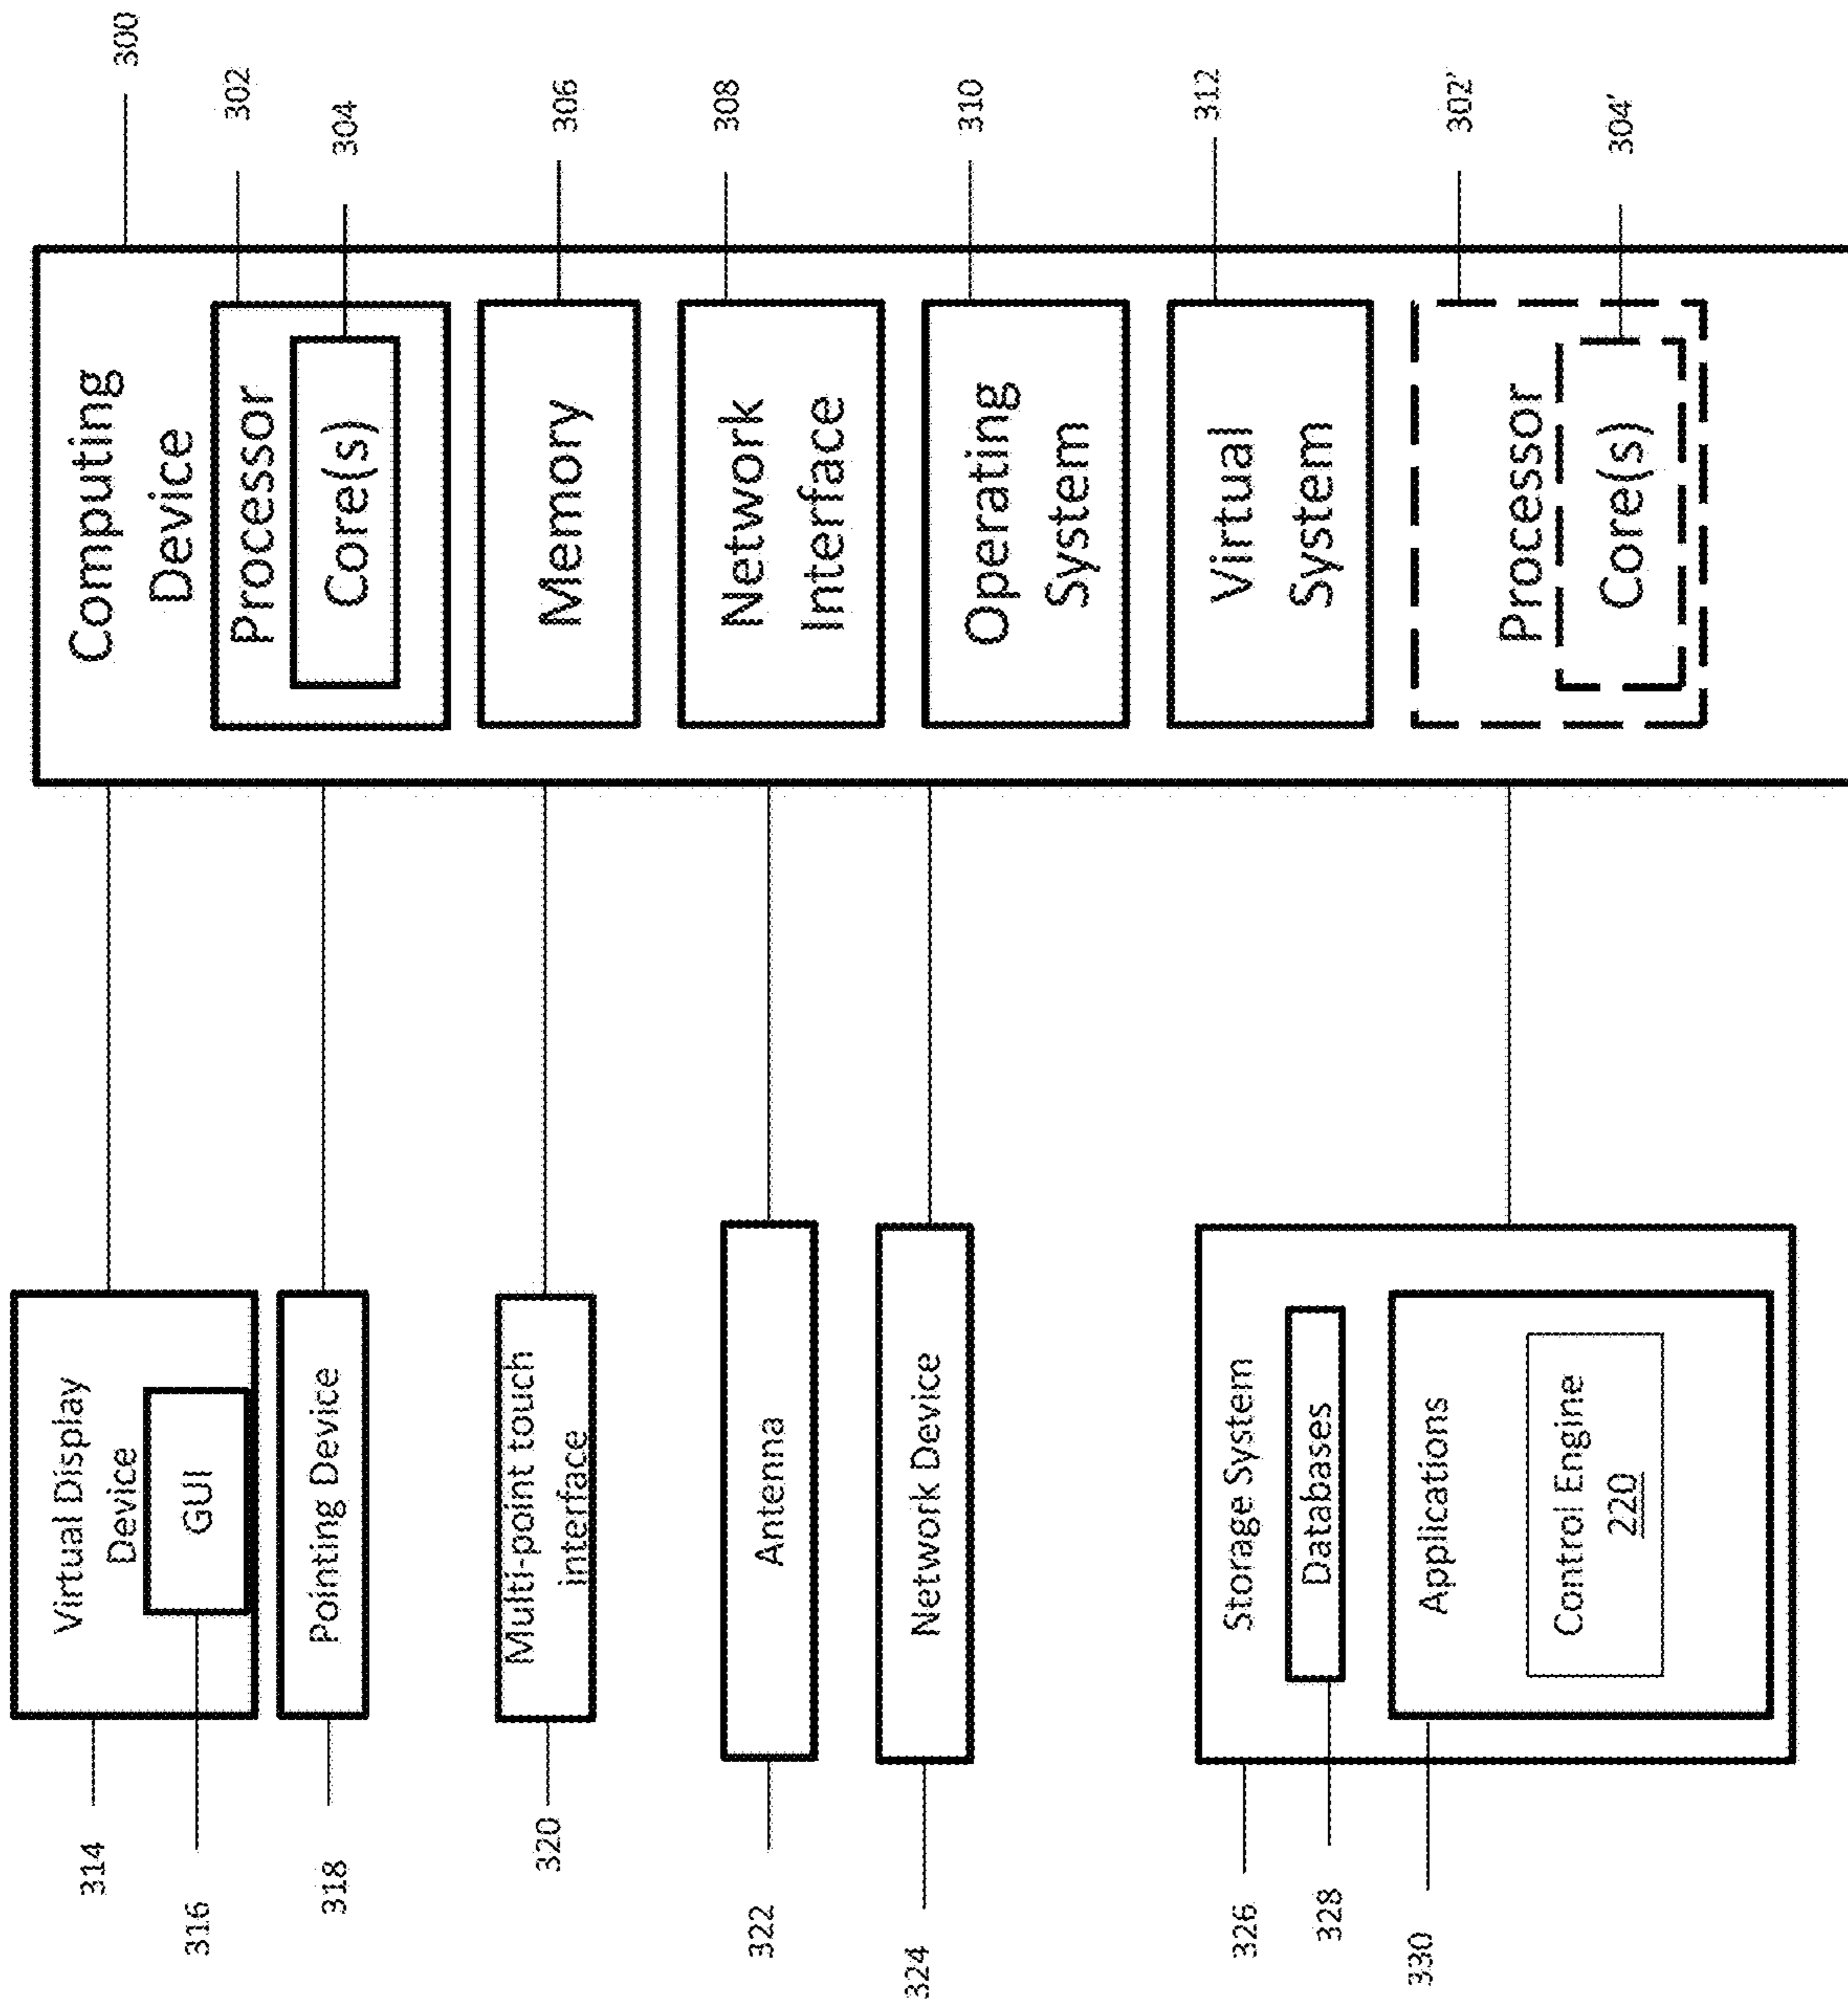 314
316
318
320
322
324
326
328
330
Virtual Display
Device
GUI
Pointing Device
Multi-point touch
interface
Antenna
Network Device
Storage System
Databases
Applications
Control Engine
220
Computing
Device
Processor
Core(s)
Memory
Network
Interface
Operating
System
Virtual
System
Processor
Core(s)
300
302
304
306
308
310
312
302'
304'